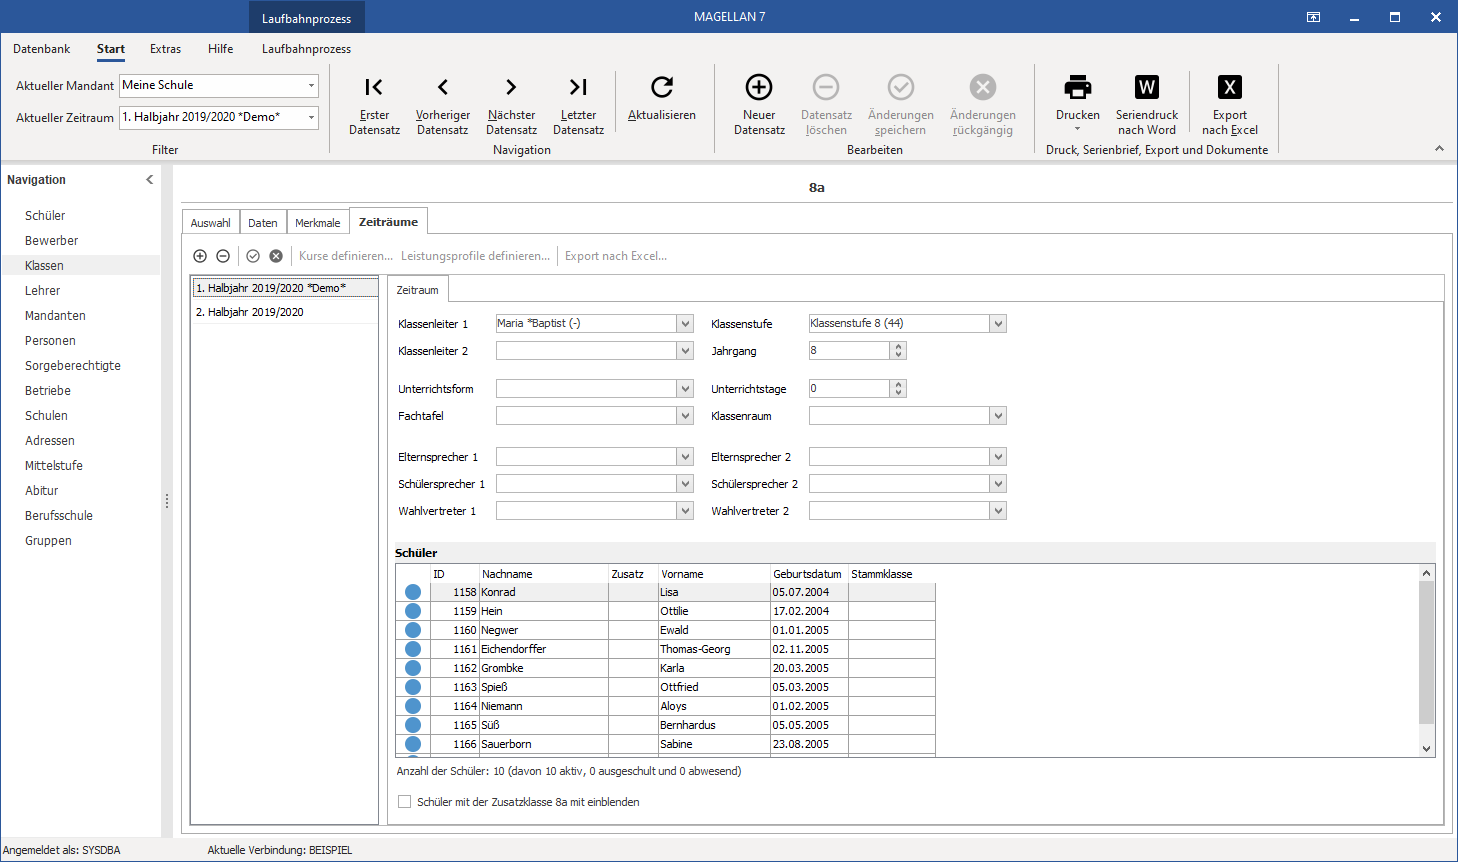 Laufbahnprozess
MAGELLAN 7
Datenbank Start Extras Hilfe Laufbahnprozess
Aktueller Mandant Meine Schule
Aktueller Zeitraum 1. Halbjahr 2019/2020 *Demo*
Filter
Erster Datensatz
Vorheriger Datensatz
Nächster Datensatz
Letzter Datensatz
Aktualisieren
Navigation
Neuer Datensatz
Datensatz löschen
Änderungen speichern
Änderungen rückgängig
Bearbeiten
Drucken
W
Seriendruck nach Word
X
Export nach Excel
Druck, Serienbrief, Export und Dokumente
Navigation
Schüler
Bewerber
Klassen
Lehrer
Mandanten
Personen
Sorgeberechtigte
Betriebe
Schulen
Adressen
Mittelstufe
Abitur
Berufsschule
Gruppen
8a
Auswahl Daten Merkmale Zeiträume
Kurse definieren... Leistungsprofile definieren... Export nach Excel...
1. Halbjahr 2019/2020 *Demo*
2. Halbjahr 2019/2020
Zeitraum
Klassenleiter 1 Maria *Baptist (-) Klassenstufe Klassenstufe 8 (44)
Klassenleiter 2 Jahrgang 8
Unterrichtsform Unterrichtstage 0
Fachtafel Klassenraum
Elternsprecher 1 Elternsprecher 2
Schülersprecher 1 Schülersprecher 2
Wahlvertreter 1 Wahlvertreter 2
Schüler
ID Nachname Zusatz Vorname Geburtsdatum Stammklasse
1158 Konrad Lisa 05.07.2004
1159 Hein Ottilie 17.02.2004
1160 Negwer Ewald 01.01.2005
1161 Eichendorffer Thomas-Georg 02.11.2005
1162 Grombke Karla 20.03.2005
1163 Spieß Ottfried 05.03.2005
1164 Niemann Aloys 01.02.2005
1165 Süß Bernhardus 05.05.2005
1166 Sauerborn Sabine 23.08.2005
Anzahl der Schüler: 10 (davon 10 aktiv, 0 ausgeschult und 0 abwesend)
Schüler mit der Zusatzklasse 8a mit einblenden
Angemeldet als: SYSDBA Aktuelle Verbindung: BEISPIEL